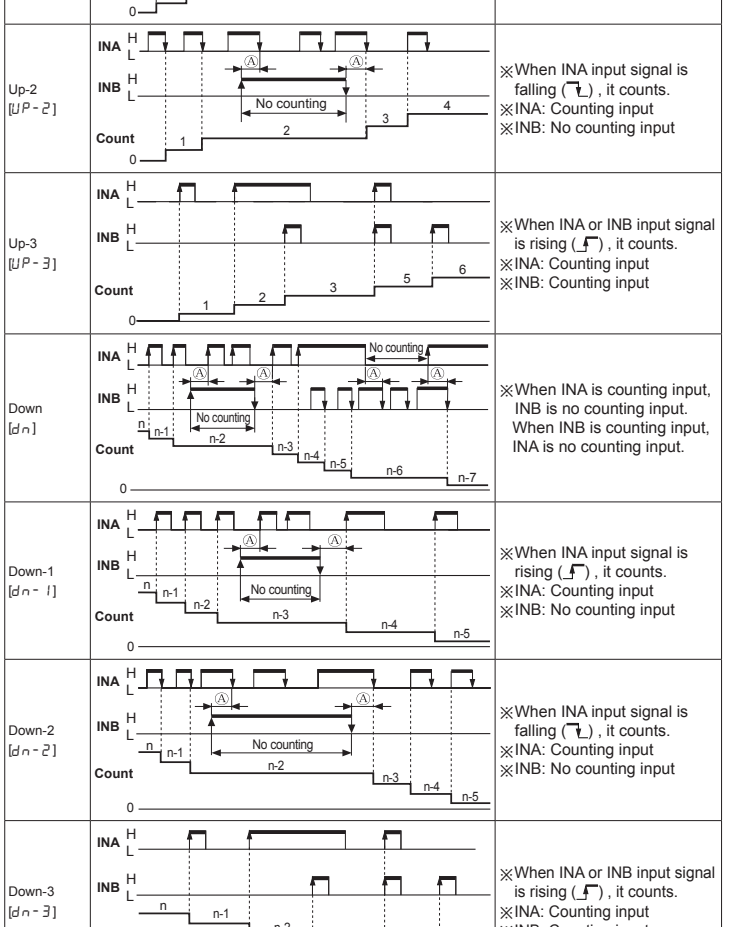 0
Up-2
[UP-2]
INA H
L
Ⓐ Ⓐ
INB H
L
No counting
Count
0
1 2 3 4
※When INA input signal is
falling ( ) , it counts.
※INA: Counting input
※INB: No counting input
Up-3
[UP-3]
INA H
L
INB H
L
Count
0
1 2 3 5 6
※When INA or INB input signal
is rising ( ) , it counts.
※INA: Counting input
※INB: Counting input
Down
[dn]
INA H
L
No counting
Ⓐ Ⓐ Ⓐ Ⓐ
INB H
L
No counting
Count
n n-1 n-2 n-3 n-4 n-5 n-6 n-7
0
※When INA is counting input,
INB is no counting input.
When INB is counting input,
INA is no counting input.
Down-1
[dn-1]
INA H
L
Ⓐ Ⓐ
INB H
L
No counting
Count
n n-1 n-2 n-3 n-4 n-5
0
※When INA input signal is
rising ( ) , it counts.
※INA: Counting input
※INB: No counting input
Down-2
[dn-2]
INA H
L
Ⓐ Ⓐ
INB H
L
No counting
Count
n n-1 n-2 n-3 n-4 n-5
0
※When INA input signal is
falling ( ) , it counts.
※INA: Counting input
※INB: No counting input
Down-3
[dn-3]
INA H
L
INB H
L
n n-1
※When INA or INB input signal
is rising ( ) , it counts.
※INA: Counting input